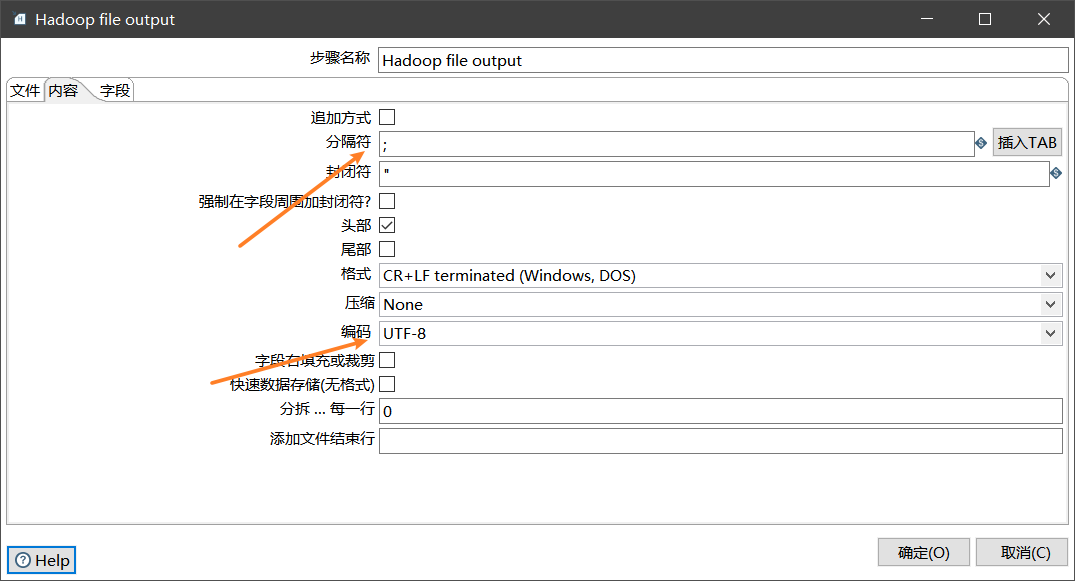 Hadoop file output
步骤名称 Hadoop file output
文件 内容 字段
追加方式
分隔符 ; 插入TAB
封闭符 "
强制在字段周围加封闭符?
头部
尾部
格式 CR+LF terminated (Windows, DOS)
压缩 None
编码 UTF-8
字段右填充或裁剪
快速数据存储(无格式)
分拆 ... 每一行 0
添加文件结束行
Help 确定(O) 取消(C)